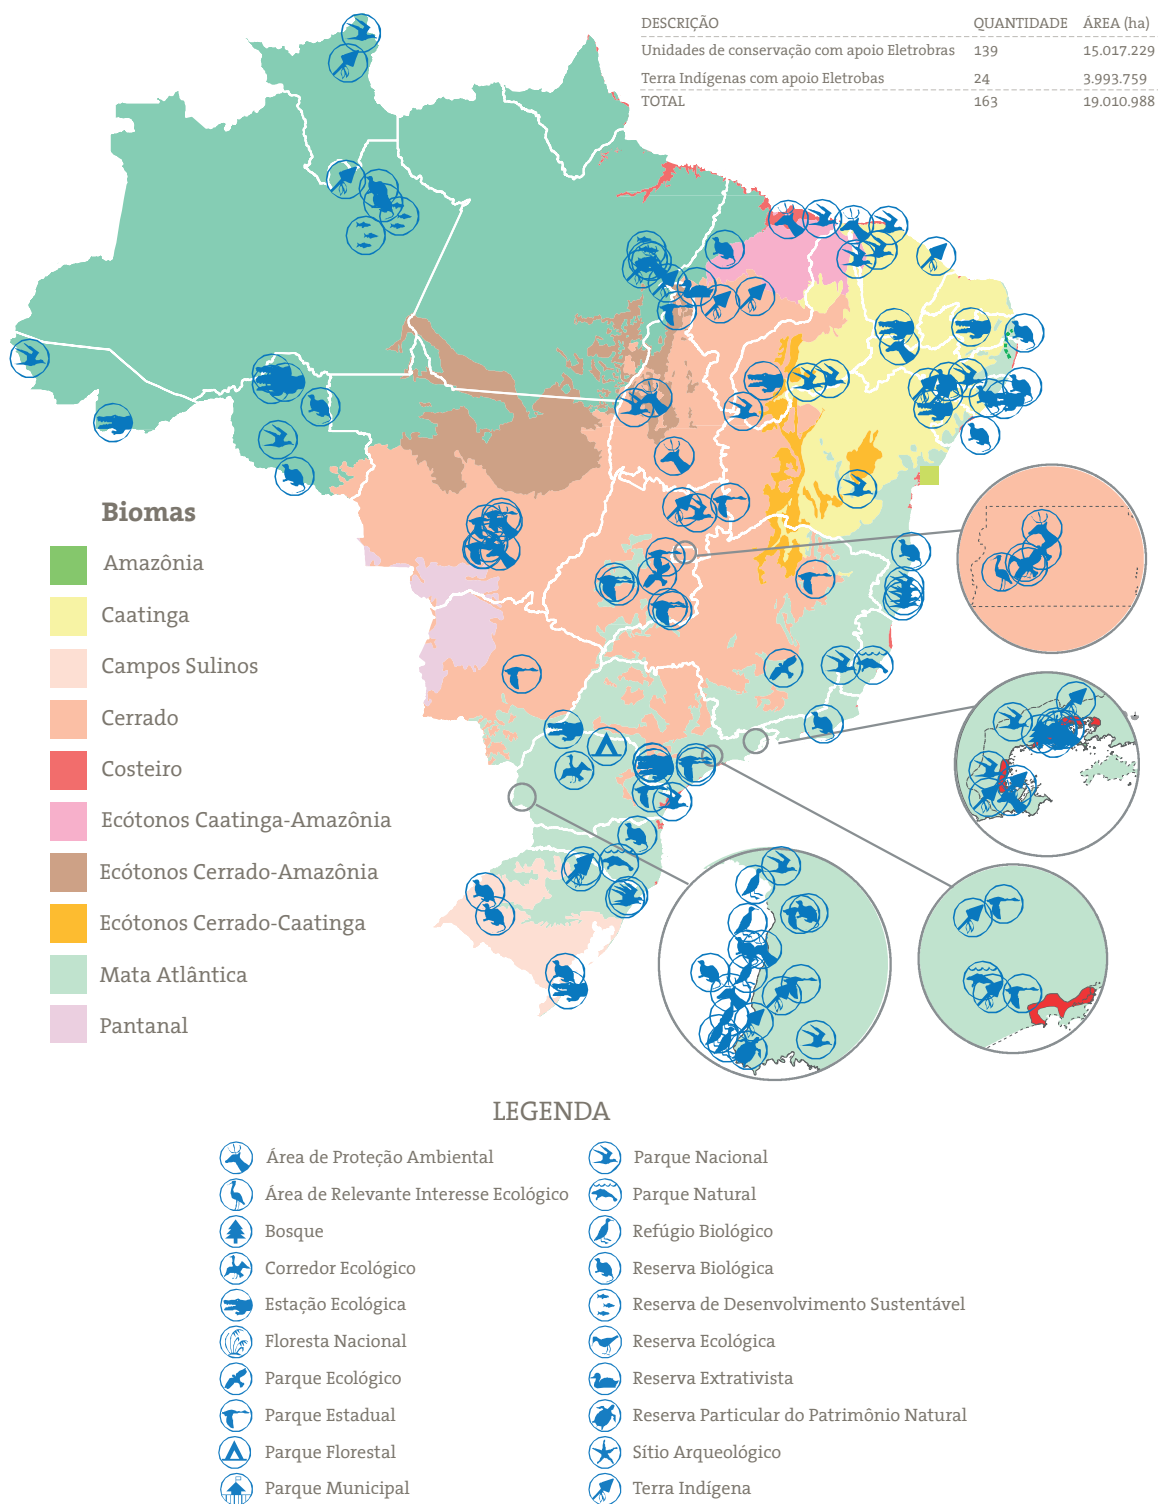 DESCRIÇÃO QUANTIDADE ÁREA (ha)
Unidades de conservação com apoio Eletrobras 139 15.017.229
Terra Indígenas com apoio Eletrobas 24 3.993.759
TOTAL 163 19.010.988
Biomas
Amazônia
Caatinga
Campos Sulinos
Cerrado
Costeiro
Ecótonos Caatinga-Amazônia
Ecótonos Cerrado-Amazônia
Ecótonos Cerrado-Caatinga
Mata Atlântica
Pantanal
LEGENDA
Área de Proteção Ambiental
Área de Relevante Interesse Ecológico
Bosque
Corredor Ecológico
Estação Ecológica
Floresta Nacional
Parque Ecológico
Parque Estadual
Parque Florestal
Parque Municipal
Parque Nacional
Parque Natural
Refúgio Biológico
Reserva Biológica
Reserva de Desenvolvimento Sustentável
Reserva Ecológica
Reserva Extrativista
Reserva Particular do Patrimônio Natural
Sítio Arqueológico
Terra Indígena